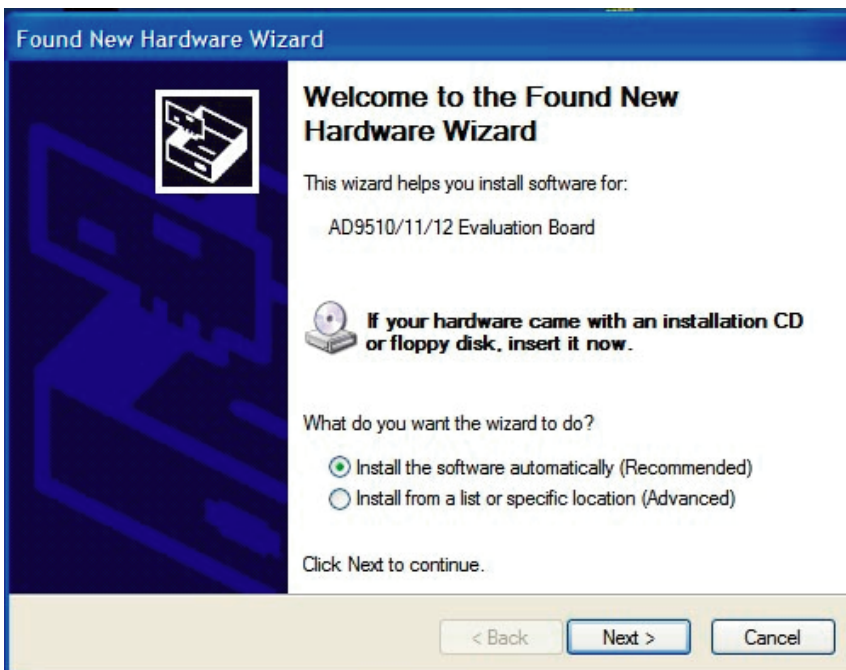 Found New Hardware Wizard
Welcome to the Found New
Hardware Wizard
This wizard helps you install software for:
AD9510/11/12 Evaluation Board
If your hardware came with an installation CD
or floppy disk, insert it now.
What do you want the wizard to do?
Install the software automatically (Recommended)
Install from a list or specific location (Advanced)
Click Next to continue.
< Back Next > Cancel